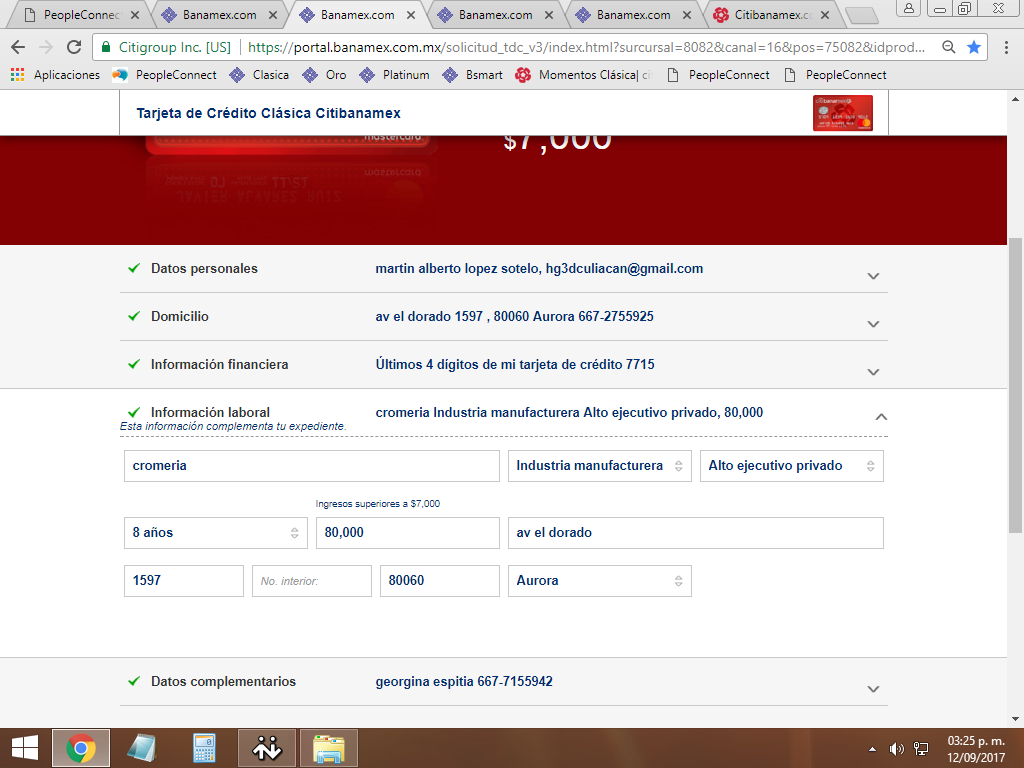 PeopleConnec
Banamex.com
Banamex.com
Banamex.com
Banamex.com
Citibanamex.c
Citigroup Inc. [US]
https://portal.banamex.com.mx/solicitud_tdc_v3/index.html?surcursal=8082&canal=16&pos=75082&idprod...
Aplicaciones
PeopleConnect
Clasica
Oro
Platinum
Bsmart
Momentos Clásica| ci
PeopleConnect
PeopleConnect
Tarjeta de Crédito Clásica Citibanamex
$7,000
Datos personales
martin alberto lopez sotelo, hg3dculiacan@gmail.com
Domicilio
av el dorado 1597 , 80060 Aurora 667-2755925
Información financiera
Últimos 4 dígitos de mi tarjeta de crédito 7715
Información laboral
cromeria Industria manufacturera Alto ejecutivo privado, 80,000
Esta información complementa tu expediente.
cromeria
Industria manufacturera
Alto ejecutivo privado
Ingresos superiores a $7,000
8 años
80,000
av el dorado
1597
No. interior:
80060
Aurora
Datos complementarios
georgina espitia 667-7155942
03:25 p. m.
12/09/2017